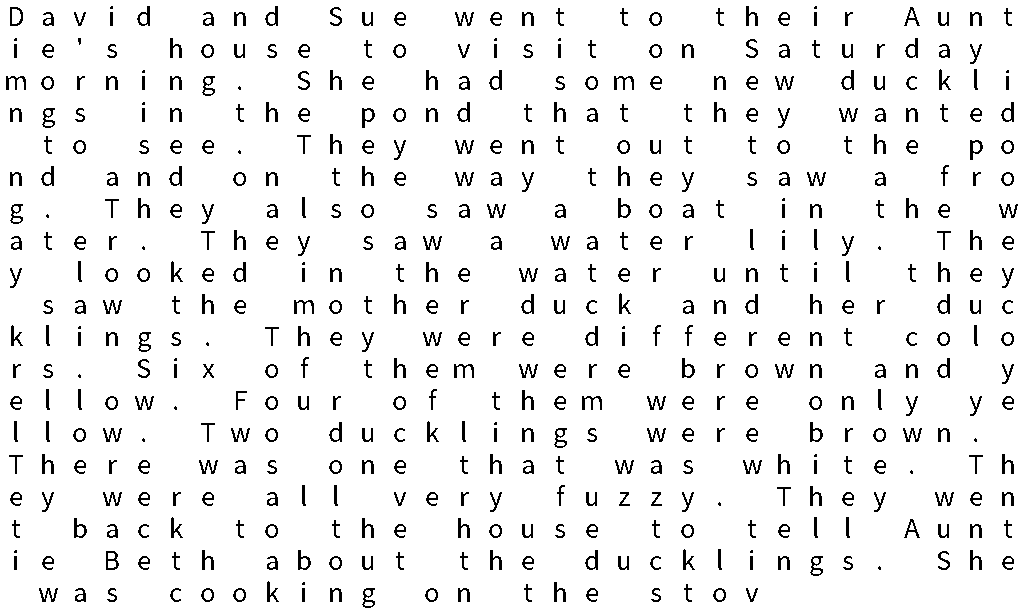 David and Sue went to their Aunt
ie's house to visit on Saturday
morning. She had some new duckli
ngs in the pond that they wanted
to see. They went out to the po
nd and on the way they saw a fro
g. They also saw a boat in the w
ater. They saw a water lily. The
y looked in the water until they
saw the mother duck and her duc
klings. They were different colo
rs. Six of them were brown and y
ellow. Four of them were only ye
llow. Two ducklings were brown.
There was one that was white. Th
ey were all very fuzzy. They wen
t back to the house to tell Aunt
ie Beth about the ducklings. She
was cooking on the stov